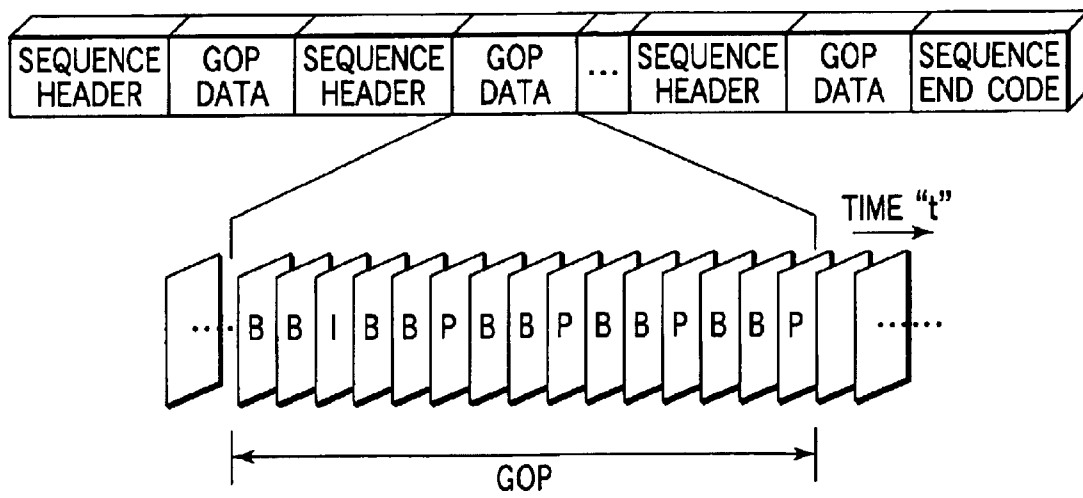 SEQUENCE HEADER
GOP DATA
SEQUENCE HEADER
GOP DATA
...
SEQUENCE HEADER
GOP DATA
SEQUENCE END CODE
TIME “t”
..... B B I B B P B B P B B P B B P ......
GOP